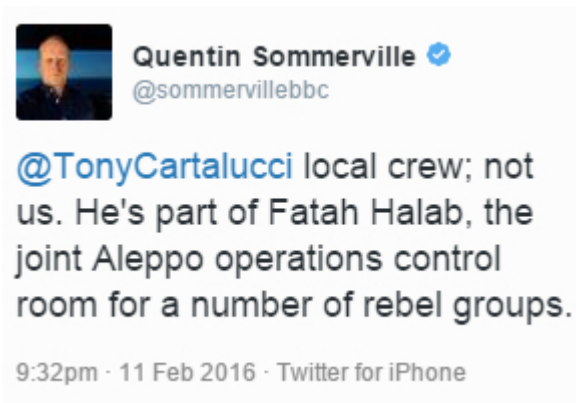 Quentin Sommerville
@sommervillebbc
@TonyCartalucci local crew; not
us. He's part of Fatah Halab, the
joint Aleppo operations control
room for a number of rebel groups.
9:32pm · 11 Feb 2016 · Twitter for iPhone